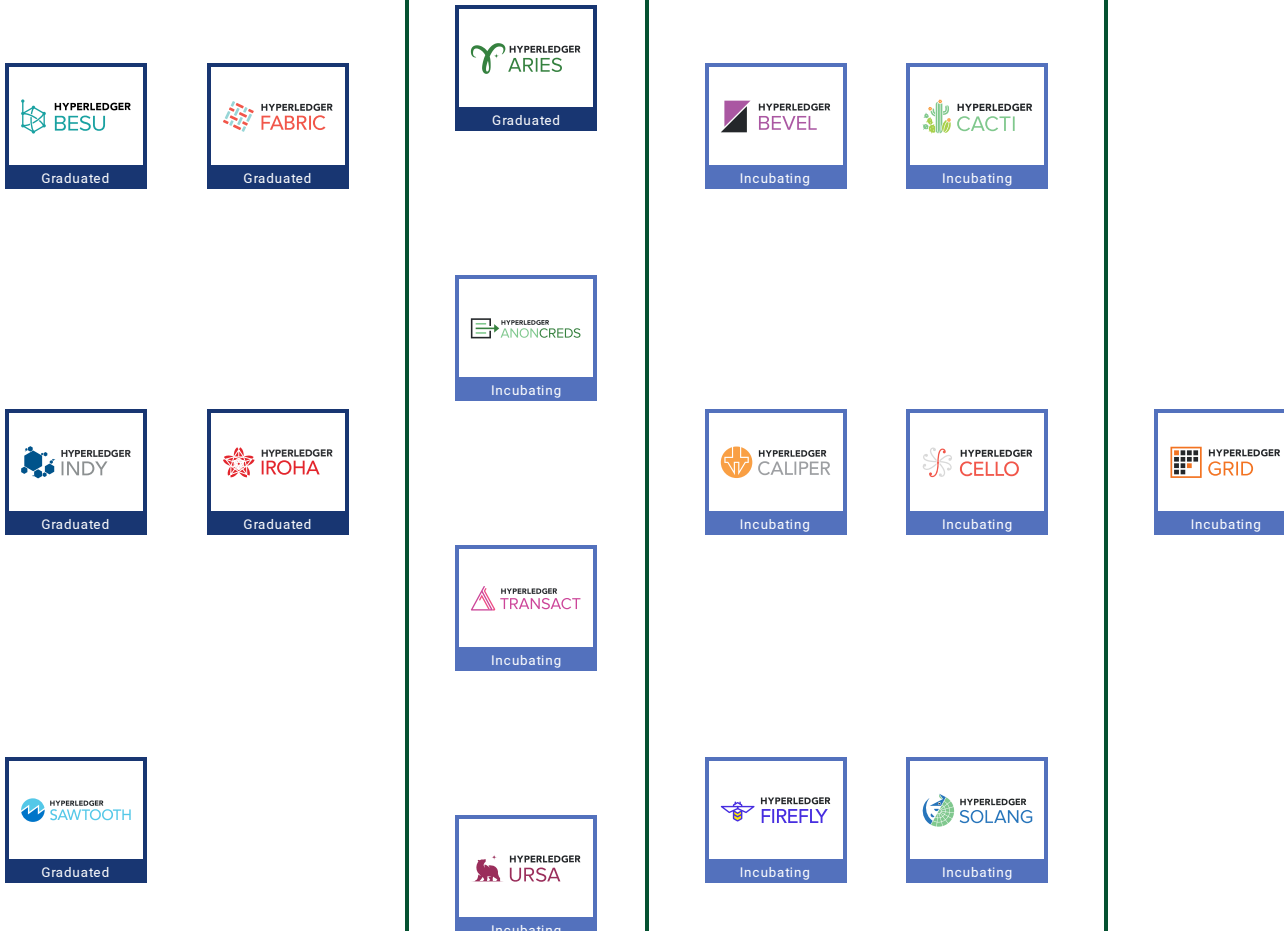 HYPERLEDGER
BESU
Graduated
HYPERLEDGER
FABRIC
Graduated
HYPERLEDGER
INDY
Graduated
HYPERLEDGER
IROHA
Graduated
HYPERLEDGER
SAWTOOTH
Graduated
HYPERLEDGER
ARIES
Graduated
HYPERLEDGER
ANONCREDS
Incubating
HYPERLEDGER
TRANSACT
Incubating
HYPERLEDGER
URSA
Incubating
HYPERLEDGER
BEVEL
Incubating
HYPERLEDGER
CACTI
Incubating
HYPERLEDGER
CALIPER
Incubating
HYPERLEDGER
CELLO
Incubating
HYPERLEDGER
FIREFLY
Incubating
HYPERLEDGER
SOLANG
Incubating
HYPERLEDGER
GRID
Incubating